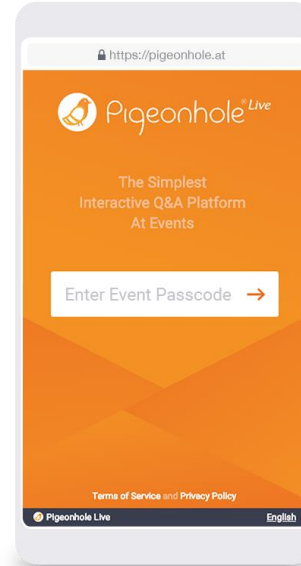 https://pigeonhole.at
Pigeonhole® Live
The Simplest
Interactive Q&A Platform
At Events
Enter Event Passcode →
Terms of Service and Privacy Policy
Pigeonhole Live English